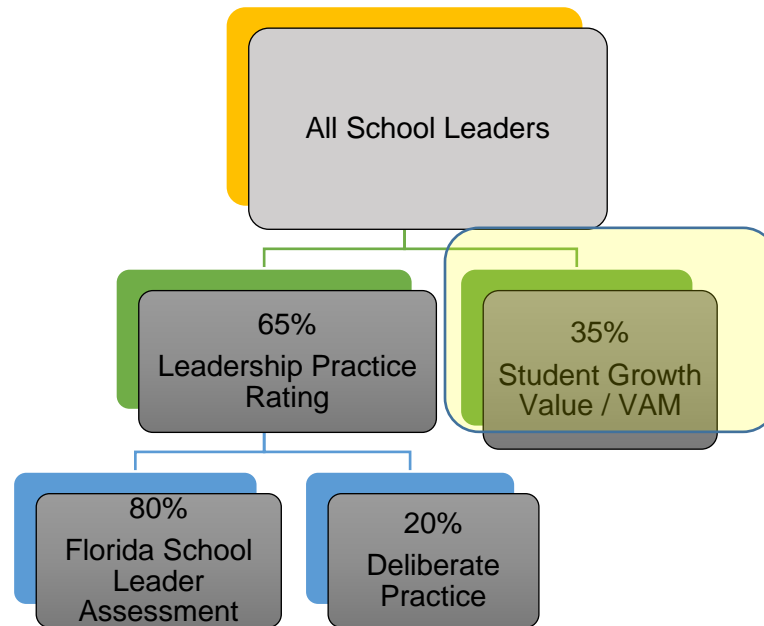 All School Leaders
65%
Leadership Practice
Rating
35%
Student Growth
Value / VAM
80%
Florida School
Leader
Assessment
20%
Deliberate
Practice